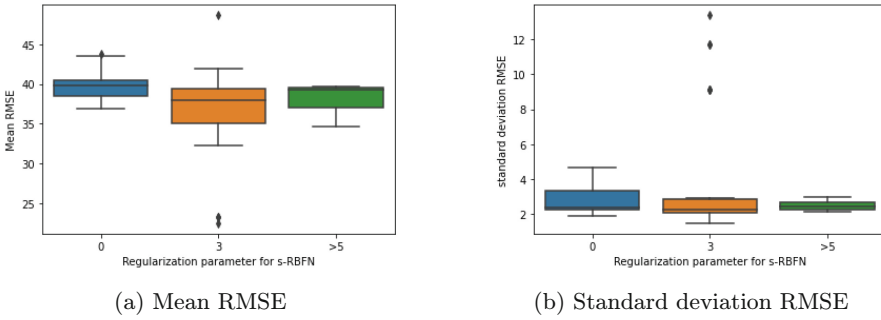 Mean RMSE
45
40
35
30
25
0
3
>5
Regularization parameter for s-RBFN
(a) Mean RMSE
standard deviation RMSE
12
10
8
6
4
2
0
3
>5
Regularization parameter for s-RBFN
(b) Standard deviation RMSE